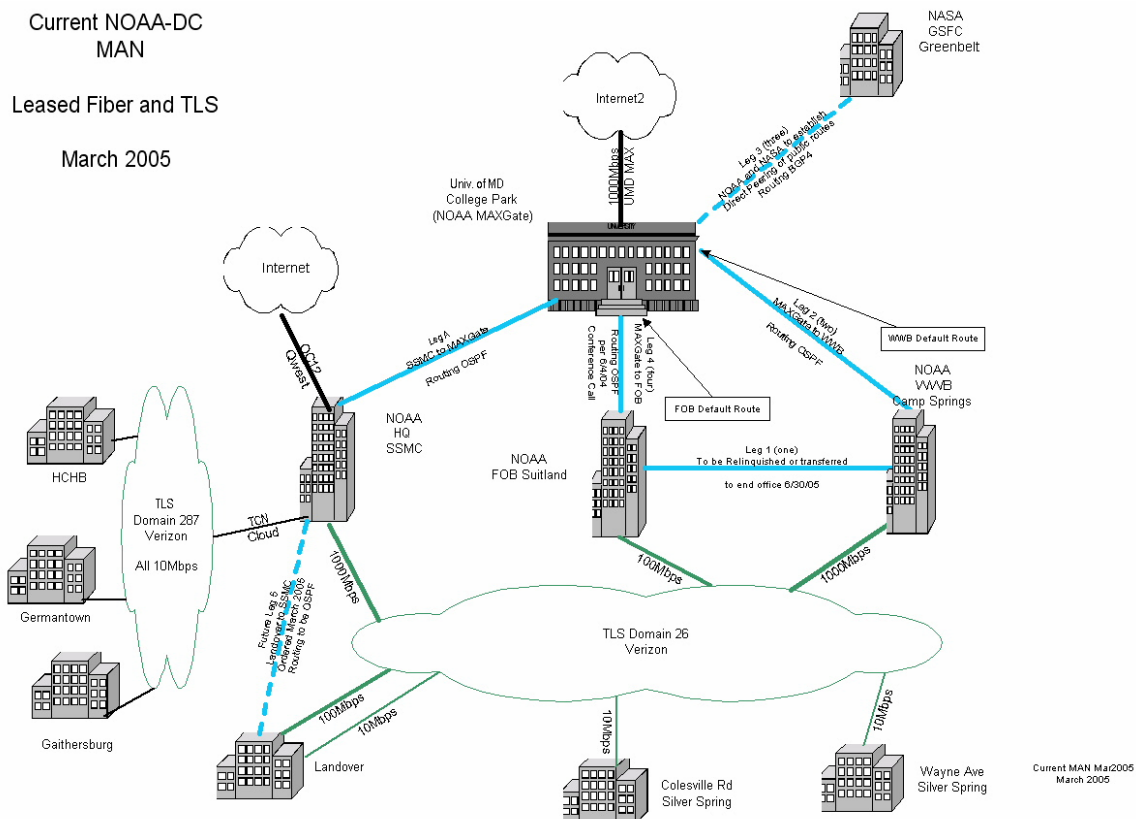 Current NOAA-DC
MAN
Leased Fiber and TLS
March 2005
NASA
GSFC
Greenbelt
Internet2
1000Mbps
UMD MAX
Leg 3 (three)
NOAA and NASA to establish
Direct Peering of public routes
Routing BGP4
Univ. of MD
College Park
(NOAA MAXGate)
UNIVERSITY
Internet
OC12
Qwest
Leg A
SSMC to MAXGate
Routing OSPF
Leg 4 (four)
MAXGate to FOB
Routing OSPF
per 6/4/04
Conference Call
Leg 2 (two)
MAXGate to WWB
Routing OSPF
WWB Default Route
FOB Default Route
NOAA
HQ
SSMC
NOAA
FOB Suitland
NOAA
WWB
Camp Springs
Leg 1 (one)
To be Relinquished or transferred
to end office 6/30/05
HCHB
TLS
Domain 287
Verizon
All 10Mbps
TCN
Cloud
Germantown
Gaithersburg
Future Leg 6
Landover to SSMC
Ordered March 2005
Routing to be OSPF
1000Mbps
100Mbps
1000Mbps
TLS Domain 26
Verizon
100Mbps
10Mbps
10Mbps
10Mbps
Landover
Colesville Rd
Silver Spring
Wayne Ave
Silver Spring
Current MAN Mar2005
March 2005